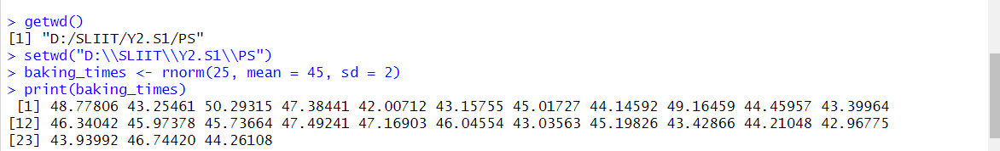 > getwd()
[1] "D:/SLIIT/Y2.S1/PS"
> setwd("D:\\SLIIT\\Y2.S1\\PS")
> baking_times <- rnorm(25, mean = 45, sd = 2)
> print(baking_times)
 [1] 48.77806 43.25461 50.29315 47.38441 42.00712 43.15755 45.01727 44.14592 49.16459 44.45957 43.39964
[12] 46.34042 45.97378 45.73664 47.49241 47.16903 46.04554 43.03563 45.19826 43.42866 44.21048 42.96775
[23] 43.93992 46.74420 44.26108